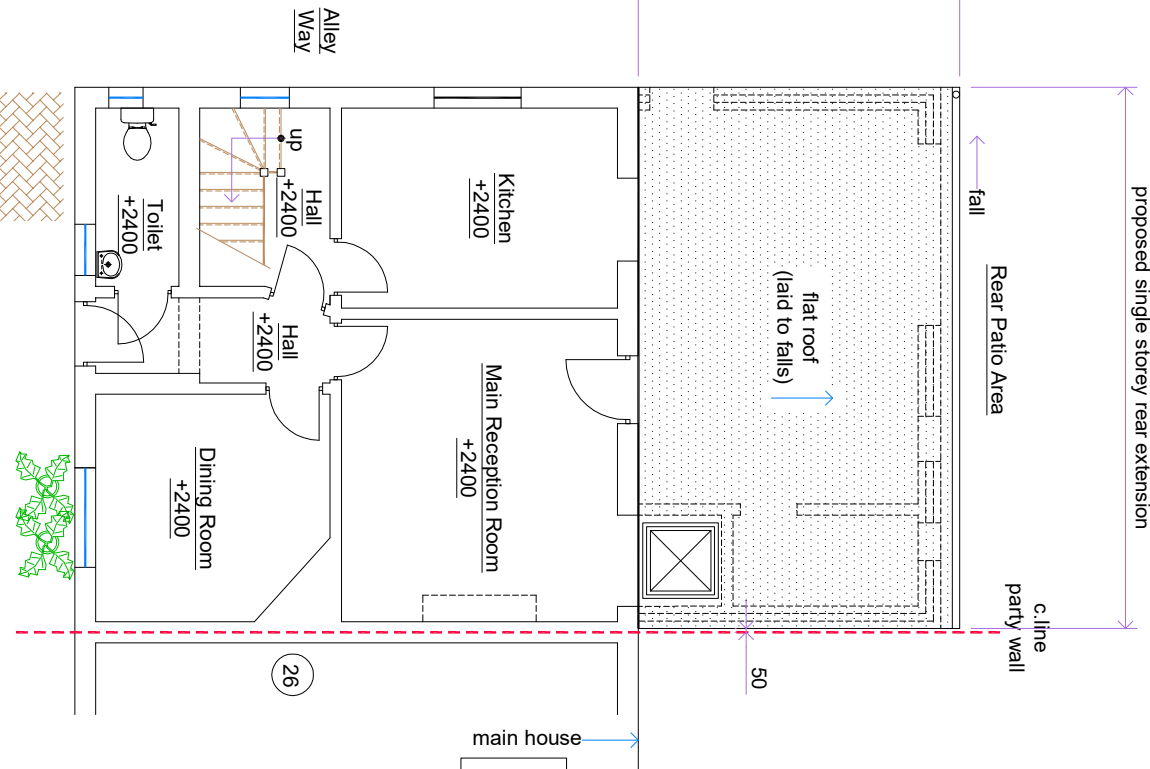 Alley
Way
up
Hall
+2400
Kitchen
+2400
Toilet
+2400
Hall
+2400
Main Reception Room
+2400
Dining Room
+2400
flat roof
(laid to falls)
fall
Rear Patio Area
proposed single storey rear extension
c.line
party wall
50
26
main house